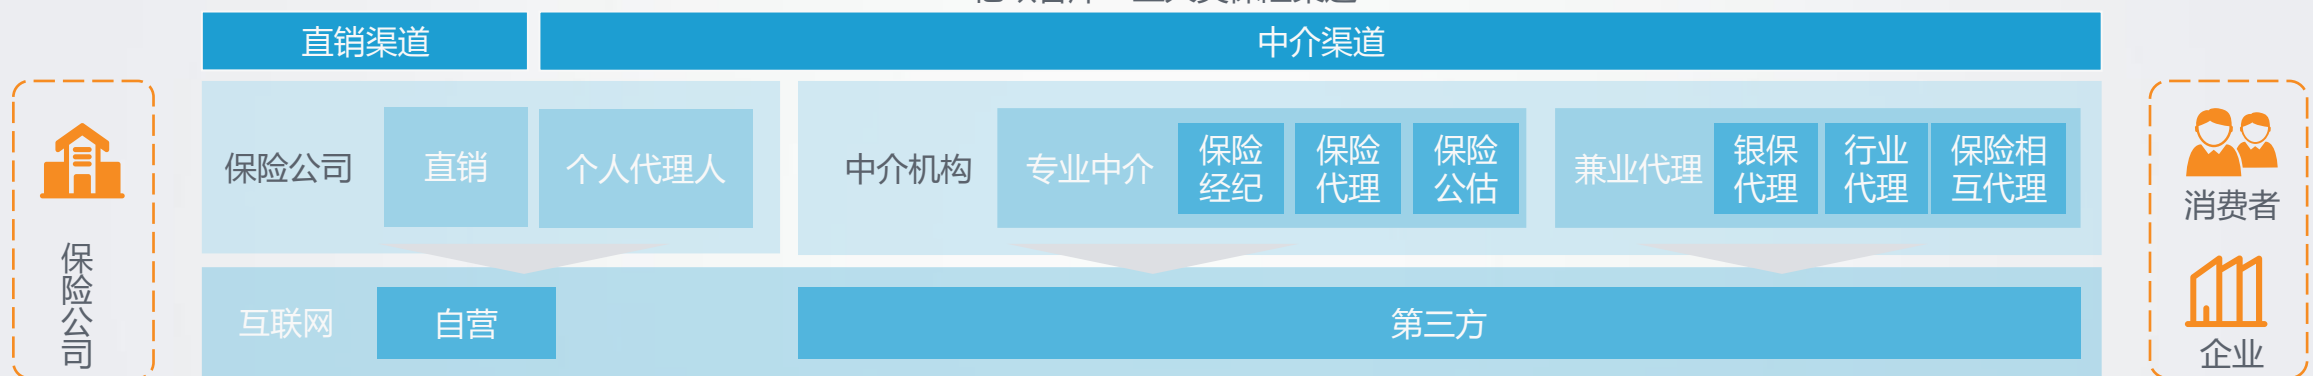 直销渠道
中介渠道
保险公司
保险公司
直销
个人代理人
中介机构
专业中介
保险
经纪
保险
代理
保险
公估
兼业代理
银保
代理
行业
代理
保险相
互代理
互联网
自营
第三方
消费者
企业